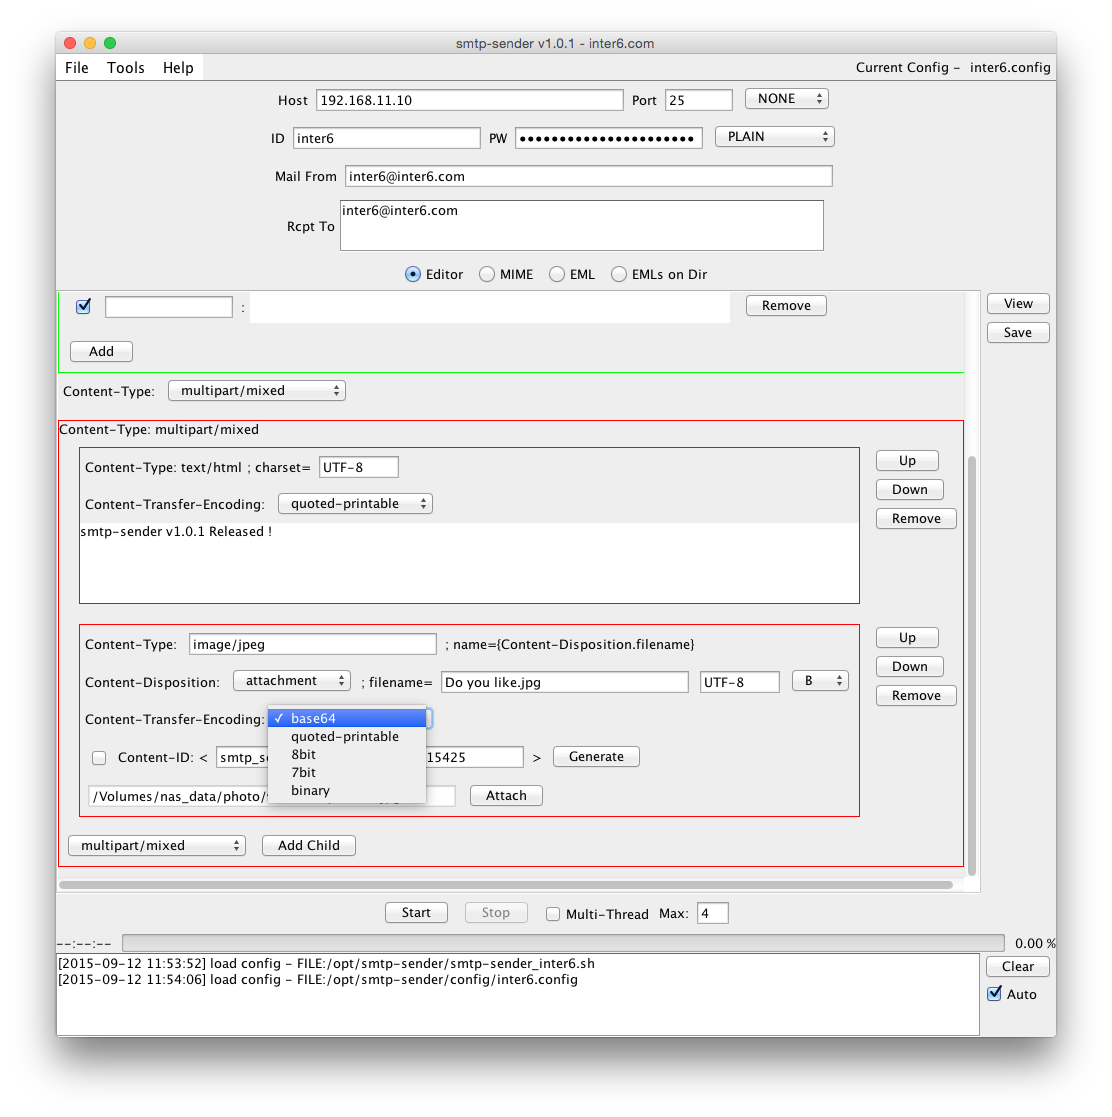 smtp-sender v1.0.1 - inter6.com
File Tools Help Current Config - inter6.config
Host 192.168.11.10 Port 25 NONE
ID inter6 PW •••••••••••••••••••••• PLAIN
Mail From inter6@inter6.com
Rcpt To inter6@inter6.com
Editor MIME EML EMLs on Dir
: Remove View
Save
Add
Content-Type: multipart/mixed
Content-Type: multipart/mixed
Content-Type: text/html ; charset= UTF-8 Up
Content-Transfer-Encoding: quoted-printable Down
Remove
smtp-sender v1.0.1 Released !
Content-Type: image/jpeg ; name={Content-Disposition.filename} Up
Down
Content-Disposition: attachment ; filename= Do you like.jpg UTF-8 B
Remove
Content-Transfer-Encoding: ✓ base64
quoted-printable
8bit
7bit
binary
Content-ID: < smtp_s 15425 > Generate
/Volumes/nas_data/photo/ Attach
multipart/mixed Add Child
Start Stop Multi-Thread Max: 4
--:--:-- 0.00 %
[2015-09-12 11:53:52] load config - FILE:/opt/smtp-sender/smtp-sender_inter6.sh
[2015-09-12 11:54:06] load config - FILE:/opt/smtp-sender/config/inter6.config
Clear
Auto